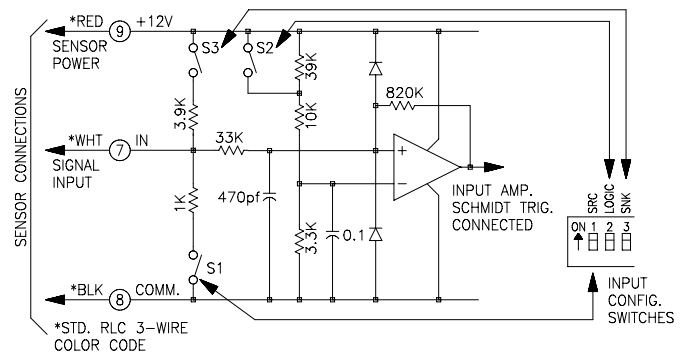 *RED 9 +12V
SENSOR
POWER
S3
S2
39K
3.9K
10K
820K
*WHT 7 IN
SIGNAL
INPUT
33K
+
−
470pf
1K
3.3K
0.1
INPUT AMP.
SCHMIDT TRIG.
CONNECTED
S1
*BLK 8 COMM.
*STD. RLC 3-WIRE
COLOR CODE
SENSOR CONNECTIONS
SRC
LOGIC
SNK
ON 1 2 3
INPUT
CONFIG.
SWITCHES